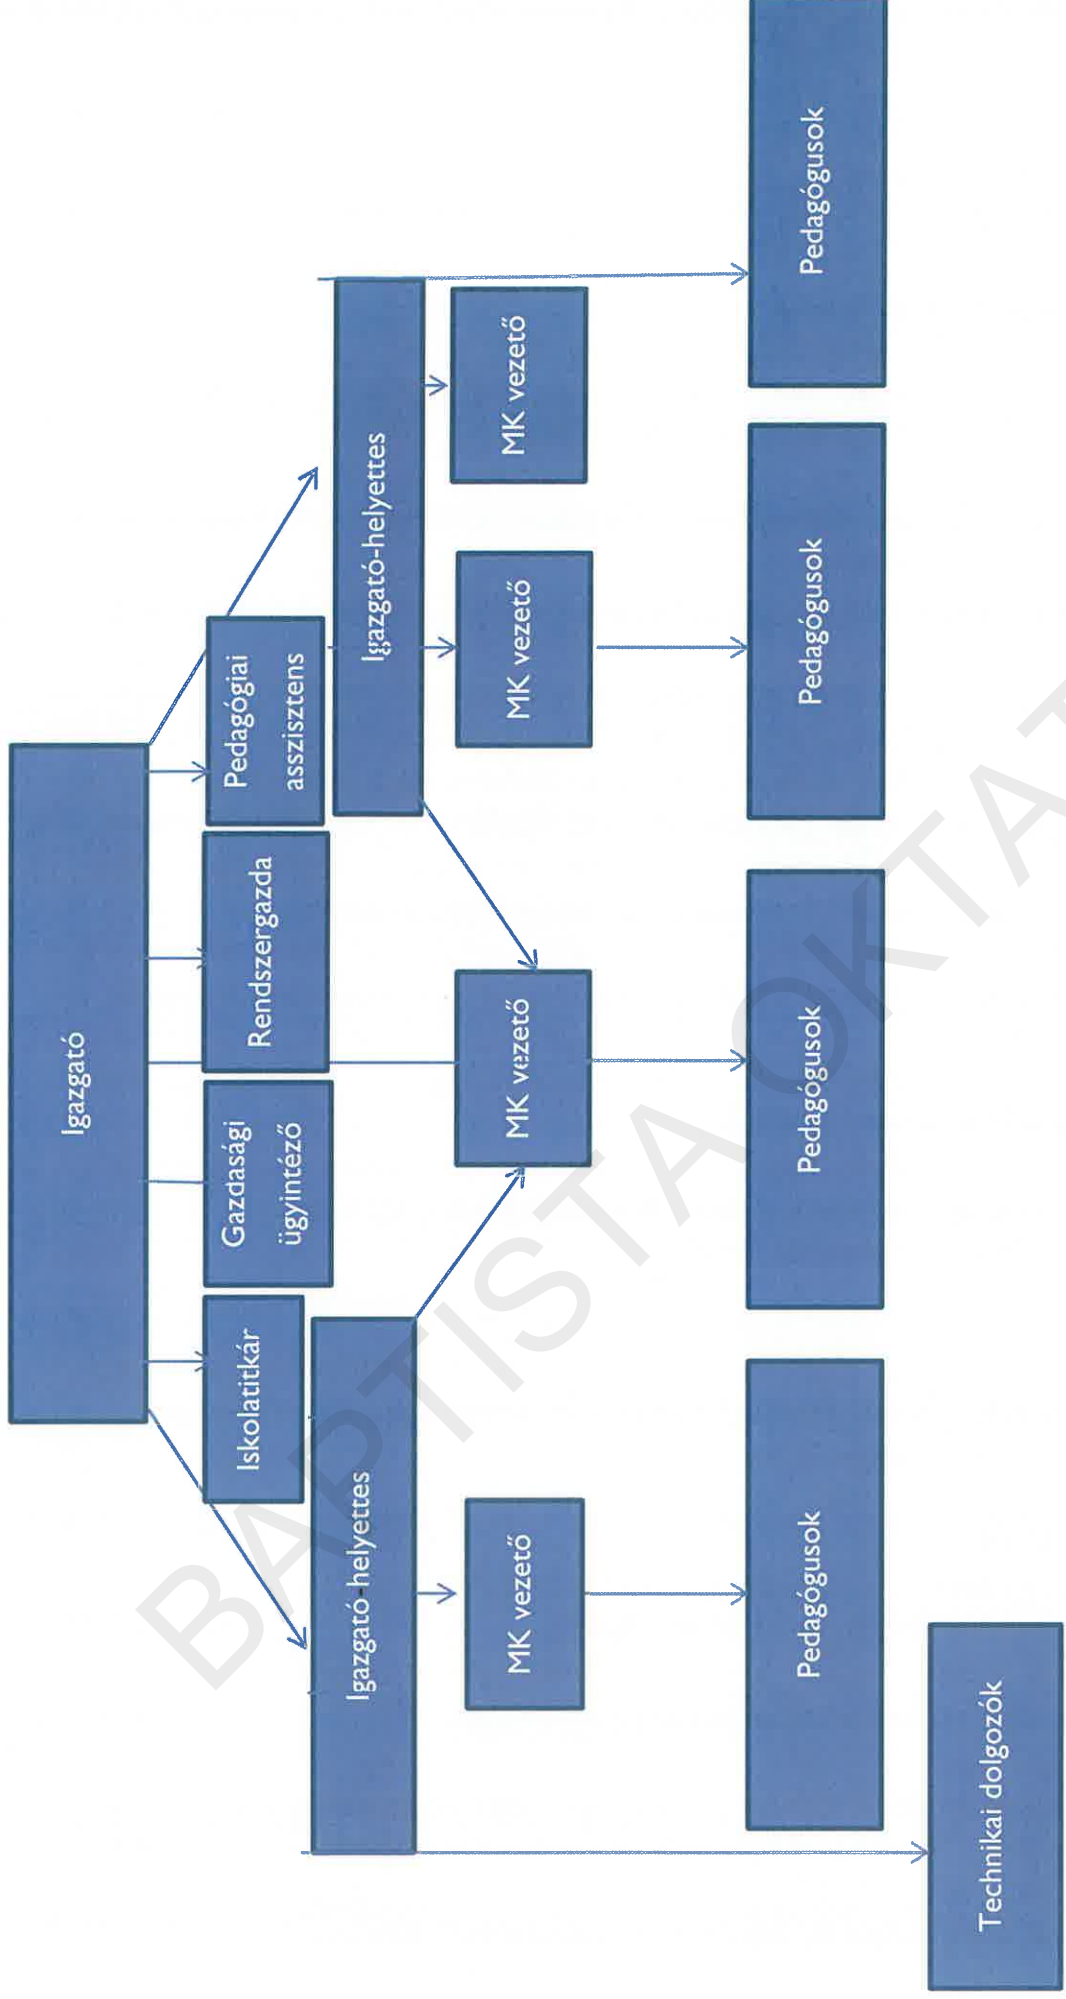 Igazgató
Iskolatitkár
Gazdasági
ügyintéző
Rendszergazda
Pedagógiai
asszisztens
Igazgató-helyettes
Igazgató-helyettes
MK vezető
MK vezető
MK vezető
MK vezető
Pedagógusok
Pedagógusok
Pedagógusok
Pedagógusok
Technikai dolgozók
BAPTISTA OKTAT